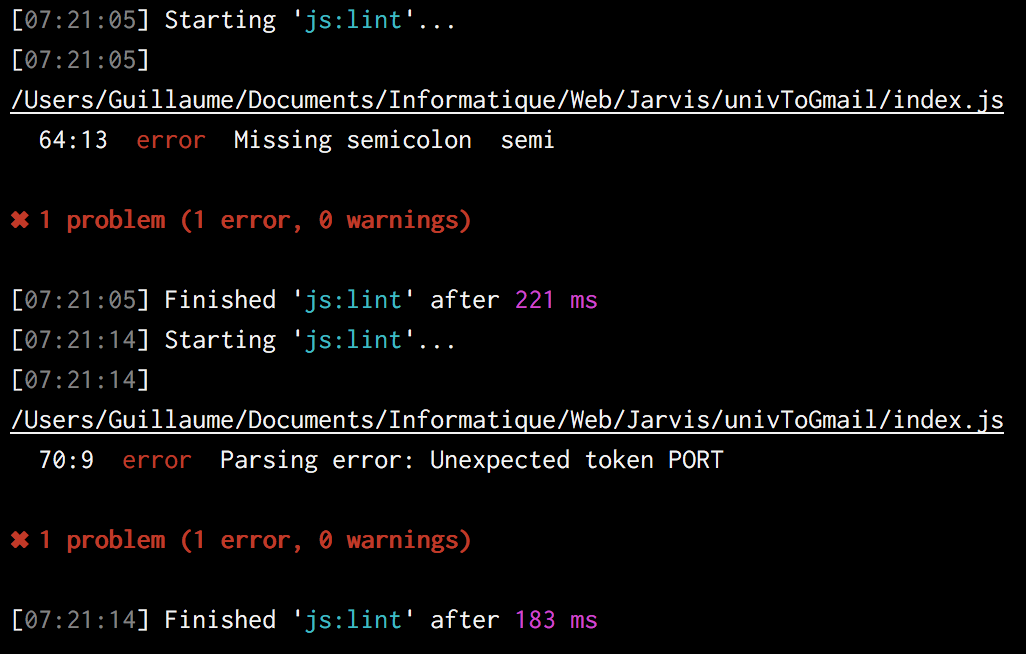 [07:21:05] Starting 'js:lint'...
[07:21:05]
/Users/Guillaume/Documents/Informatique/Web/Jarvis/univToGmail/index.js
  64:13  error  Missing semicolon  semi
✖ 1 problem (1 error, 0 warnings)
[07:21:05] Finished 'js:lint' after 221 ms
[07:21:14] Starting 'js:lint'...
[07:21:14]
/Users/Guillaume/Documents/Informatique/Web/Jarvis/univToGmail/index.js
  70:9  error  Parsing error: Unexpected token PORT
✖ 1 problem (1 error, 0 warnings)
[07:21:14] Finished 'js:lint' after 183 ms